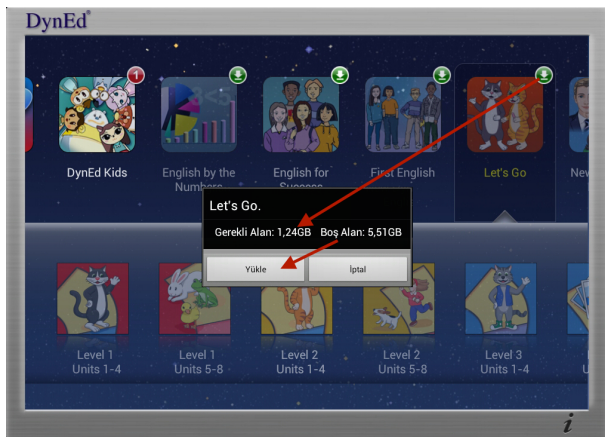 DynEd®
1
DynEd Kids
English by the
Numbers
English for
Success
First English
Let's Go
New
Let's Go.
Gerekli Alan: 1,24GB Boş Alan: 5,51GB
Yükle
İptal
Level 1
Units 1-4
Level 1
Units 5-8
Level 2
Units 1-4
Level 2
Units 5-8
Level 3
Units 1-4
U
i